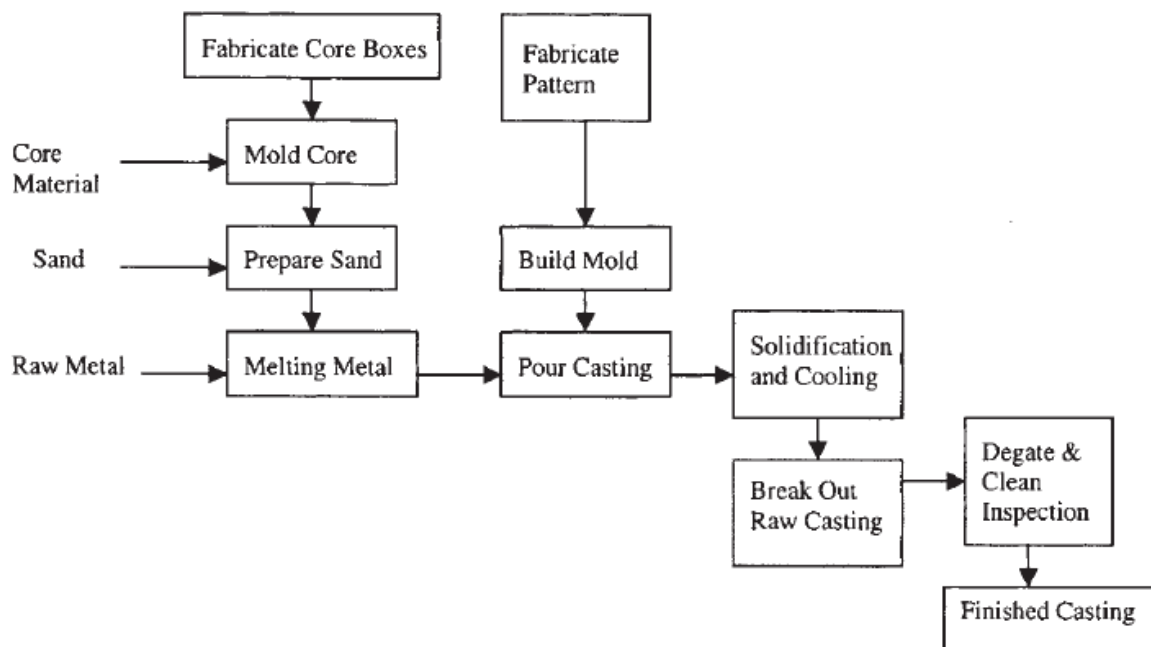 Fabricate Core Boxes
Fabricate
Pattern
Core
Material
Mold Core
Sand
Prepare Sand
Build Mold
Raw Metal
Melting Metal
Pour Casting
Solidification
and Cooling
Break Out
Raw Casting
Degate &
Clean
Inspection
Finished Casting